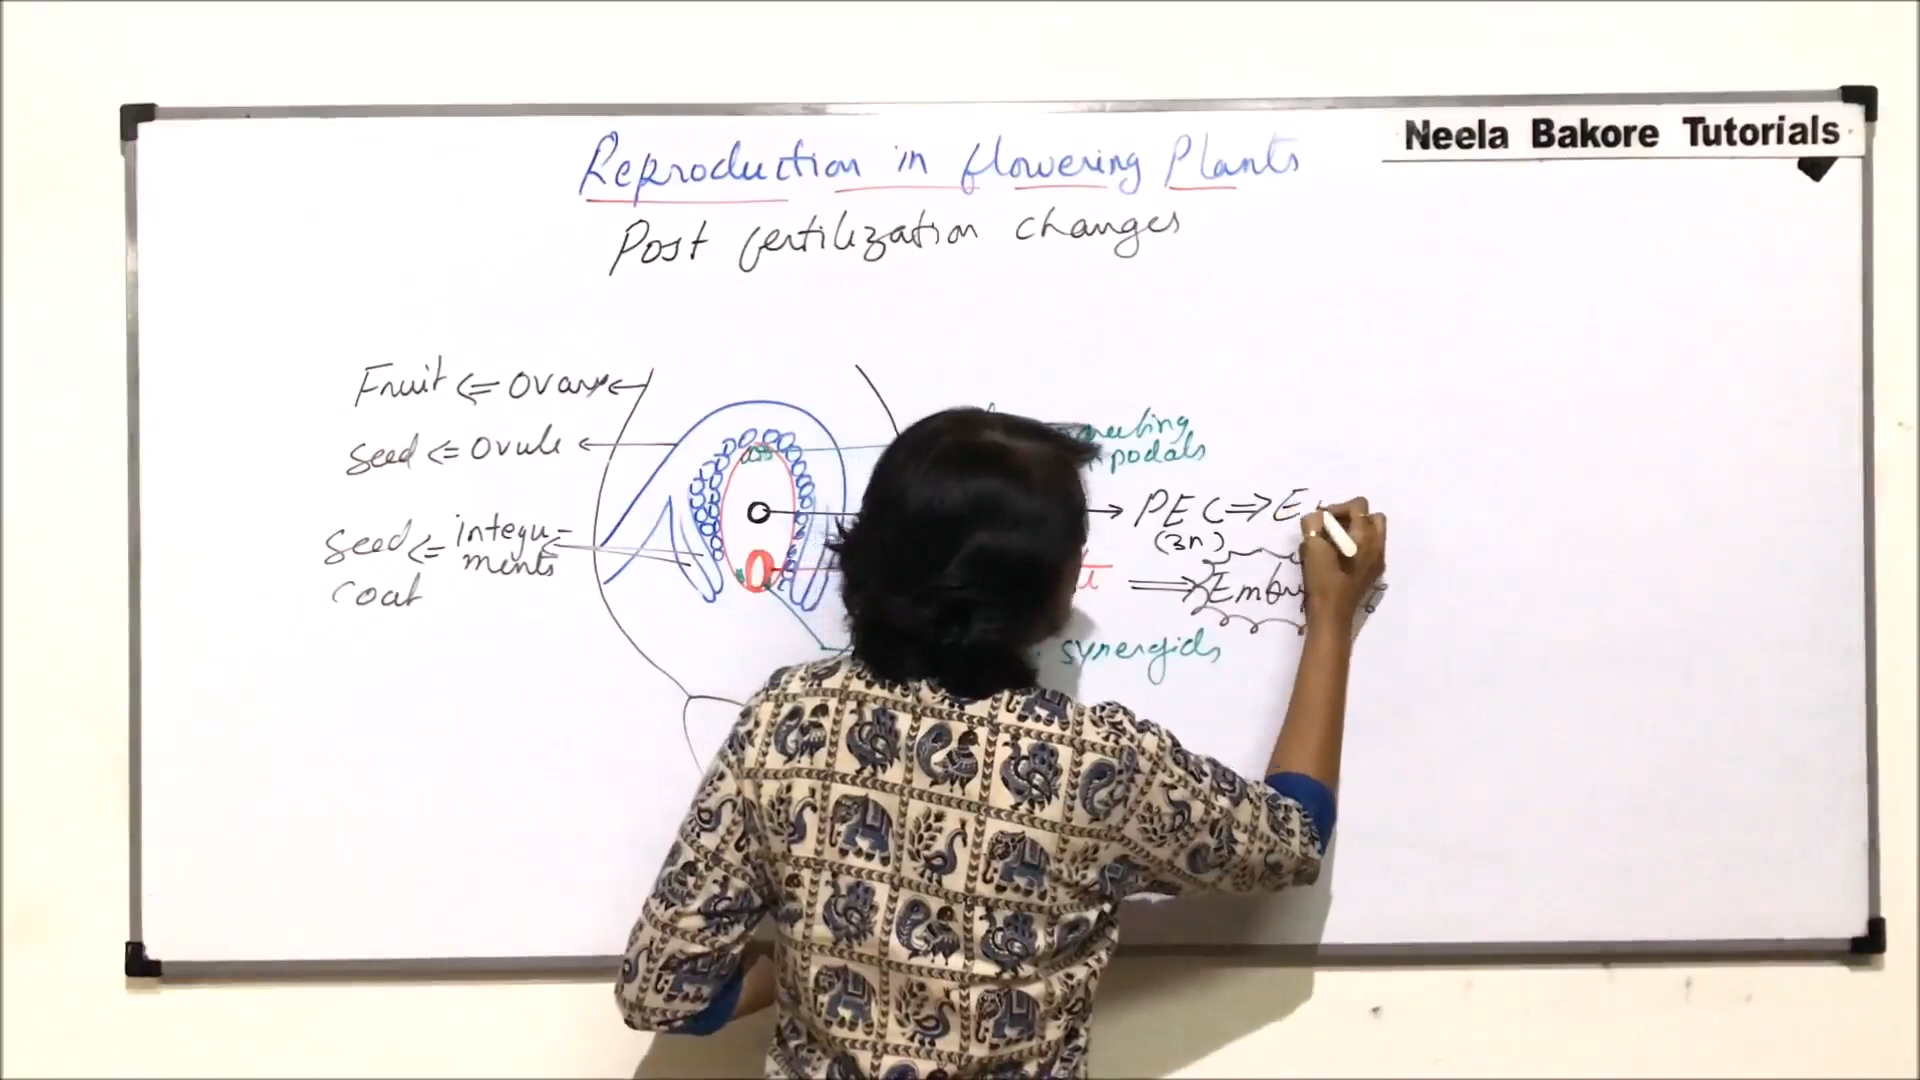 Neela Bakore Tutorials
Reproduction in flowering Plants
Post fertilization changes
Fruit <= ovary
seed <= ovule
seed <= integu-
coat ments
podals
PEC => E
(3n)
synergids